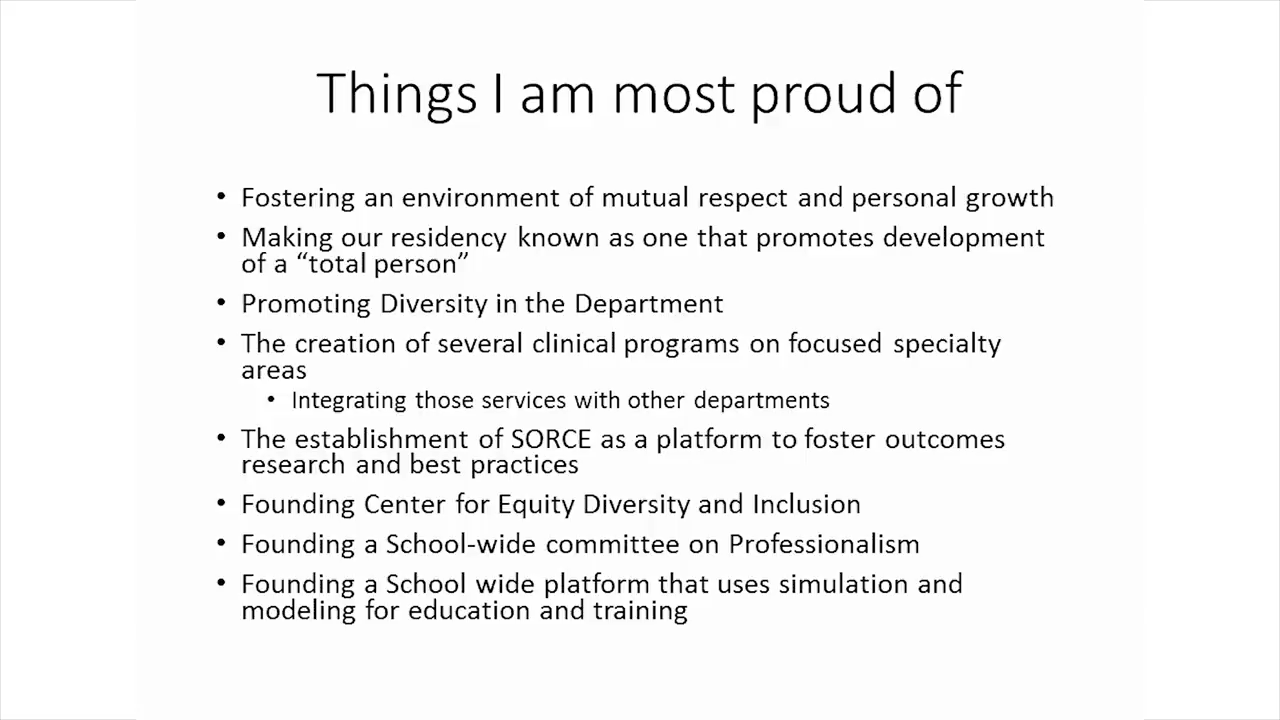 Things I am most proud of
• Fostering an environment of mutual respect and personal growth
• Making our residency known as one that promotes development
of a “total person”
• Promoting Diversity in the Department
• The creation of several clinical programs on focused specialty
areas
• Integrating those services with other departments
• The establishment of SORCE as a platform to foster outcomes
research and best practices
• Founding Center for Equity Diversity and Inclusion
• Founding a School-wide committee on Professionalism
• Founding a School wide platform that uses simulation and
modeling for education and training